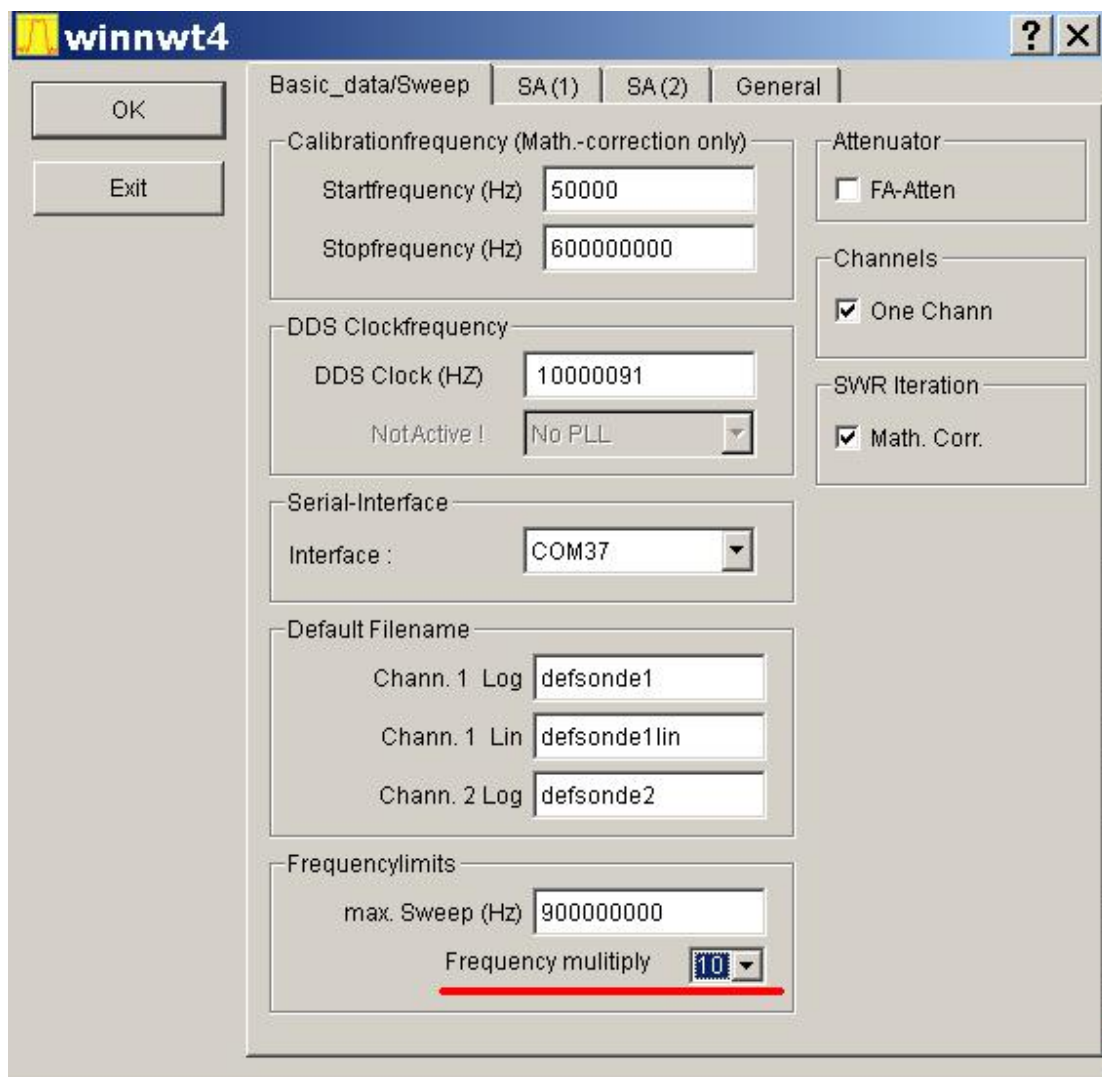 winnwt4
OK
Exit
Basic_data/Sweep SA(1) SA(2) General
Calibrationfrequency (Math.-correction only)
Startfrequency (Hz) 50000
Stopfrequency (Hz) 600000000
DDS Clockfrequency
DDS Clock (HZ) 10000091
NotActive ! No PLL
Serial-Interface
Interface : COM37
Default Filename
Chann. 1 Log defsonde1
Chann. 1 Lin defsonde1lin
Chann. 2 Log defsonde2
Frequencylimits
max. Sweep (Hz) 900000000
Frequency mulitiply 10
Attenuator
FA-Atten
Channels
One Chann
SWR Iteration
Math. Corr.